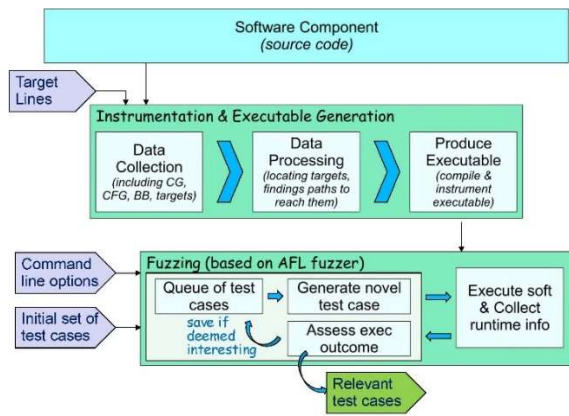 Software Component
(source code)
Target
Lines
Instrumentation & Executable Generation
Data
Collection
(including CG,
CFG, BB, targets)
Data
Processing
(locating targets,
findings paths to
reach them)
Produce
Executable
(compile &
instrument
executable)
Command
line options
Initial set of
test cases
Fuzzing (based on AFL fuzzer)
Queue of test
cases
Generate novel
test case
save if
deemed
interesting
Assess exec
outcome
Execute soft
& Collect
runtime info
Relevant
test cases